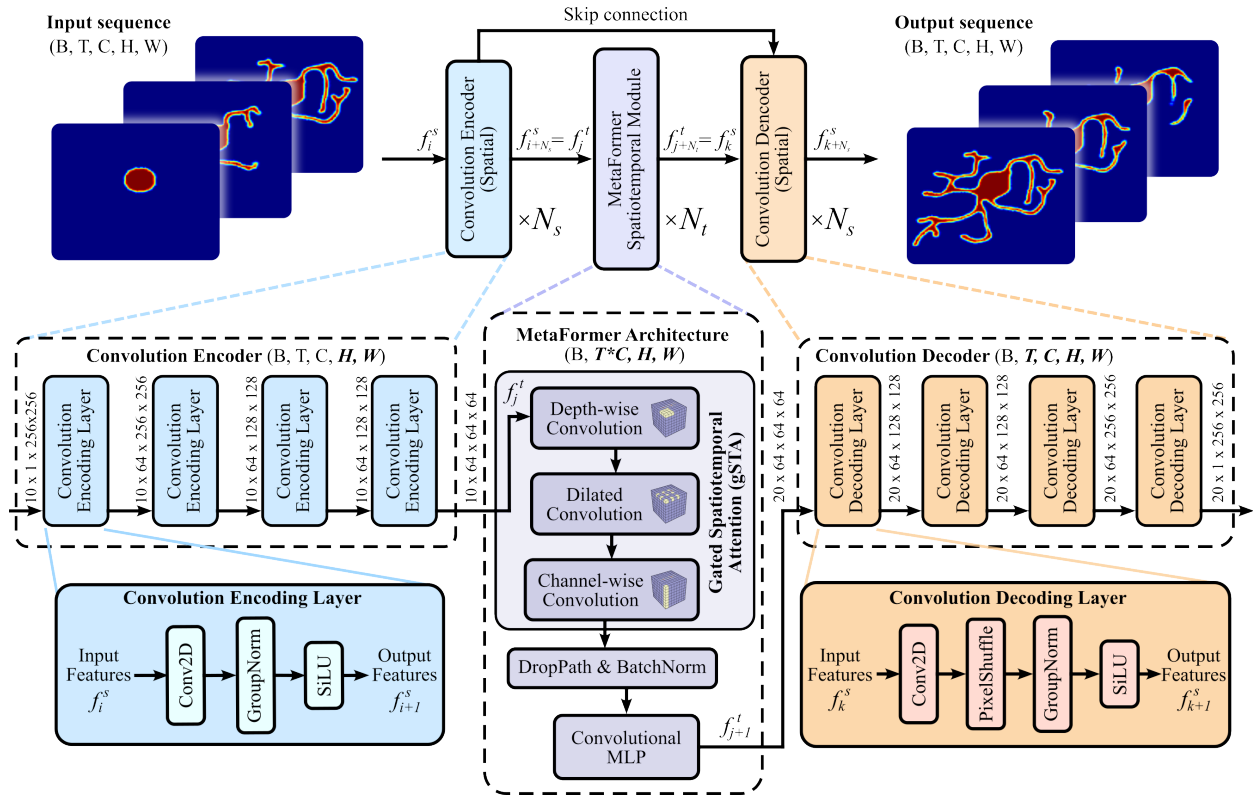 Input sequence
(B, T, C, H, W)
Skip connection
Output sequence
(B, T, C, H, W)
f_i^s
Convolution Encoder
(Spatial)
×N_s
f_{i+N_s}^s = f_j^t
MetaFormer
Spatiotemporal Module
×N_t
f_{j+N_t}^t = f_k^s
Convolution Dencoder
(Spatial)
×N_s
f_{k+N_s}^s
Convolution Encoder (B, T, C, H, W)
10 x 1 x 256x256
Convolution
Encoding Layer
10 x 64 x 256 x 256
Convolution
Encoding Layer
10 x 64 x 128 x 128
Convolution
Encoding Layer
10 x 64 x 128 x 128
Convolution
Encoding Layer
10 x 64 x 64 x 64
MetaFormer Architecture
(B, T*C, H, W)
f_j^t
Depth-wise
Convolution
Dilated
Convolution
Channel-wise
Convolution
Gated Spatiotemporal
Attention (gSTA)
DropPath & BatchNorm
Convolutional
MLP
f_{j+1}^t
Convolution Decoder (B, T, C, H, W)
20 x 64 x 64 x 64
Convolution
Decoding Layer
20 x 64 x 128 x 128
Convolution
Decoding Layer
20 x 64 x 128 x 128
Convolution
Decoding Layer
20 x 64 x 256 x 256
Convolution
Decoding Layer
20 x 1 x 256 x 256
Convolution Encoding Layer
Input
Features
f_i^s
Conv2D
GroupNorm
SiLU
Output
Features
f_{i+1}^s
Convolution Decoding Layer
Input
Features
f_k^s
Conv2D
PixelShuffle
GroupNorm
SiLU
Output
Features
f_{k+1}^s